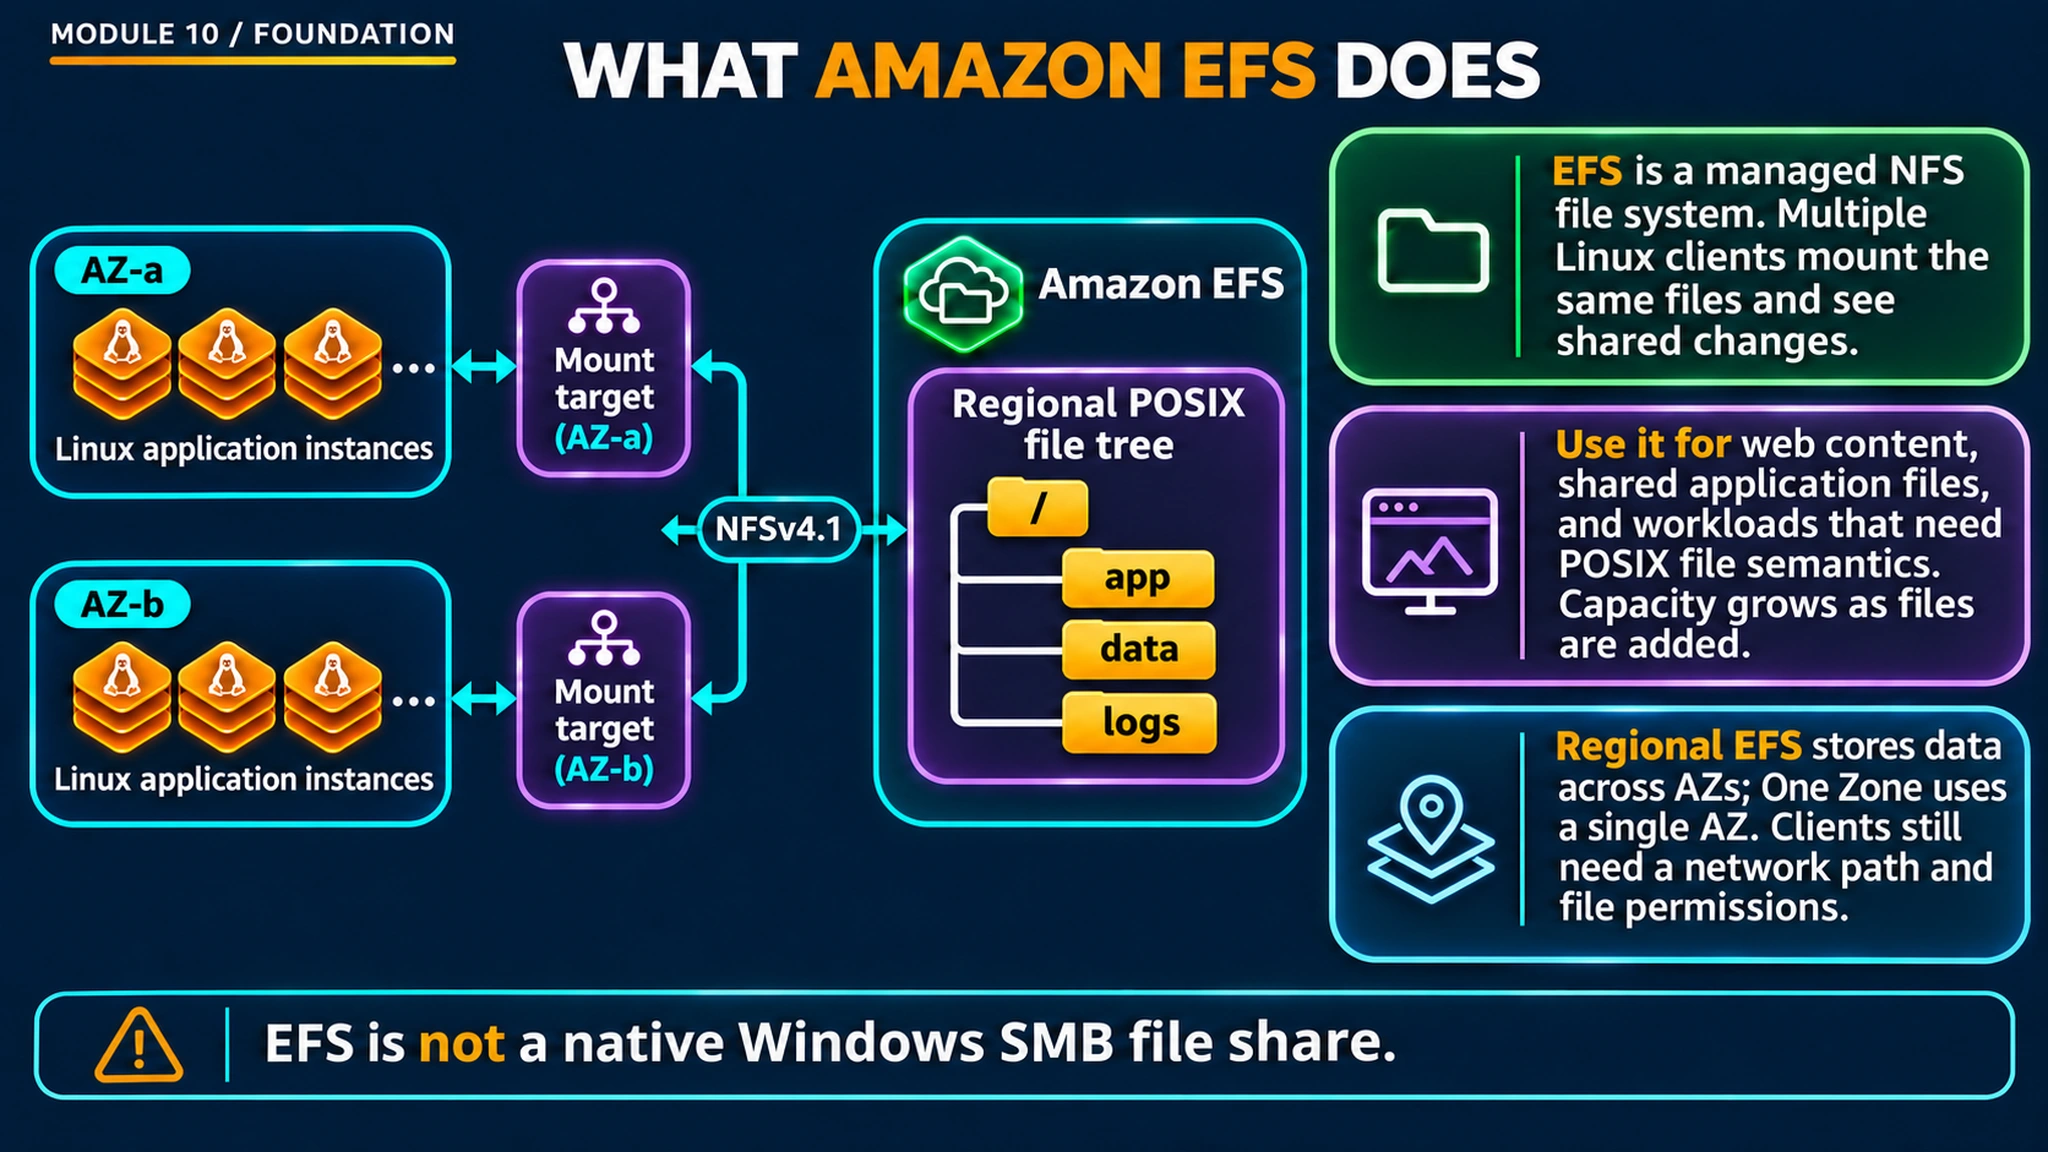 MODULE 10 / FOUNDATION
WHAT AMAZON EFS DOES
AZ-a
Linux application instances
AZ-b
Linux application instances
Mount
target
(AZ-a)
Mount
target
(AZ-b)
NFSv4.1
Amazon EFS
Regional POSIX
file tree
/
app
data
logs
EFS is a managed NFS
file system. Multiple
Linux clients mount the
same files and see
shared changes.
Use it for web content,
shared application files,
and workloads that need
POSIX file semantics.
Capacity grows as files
are added.
Regional EFS stores data
across AZs; One Zone uses
a single AZ. Clients still
need a network path and
file permissions.
EFS is not a native Windows SMB file share.